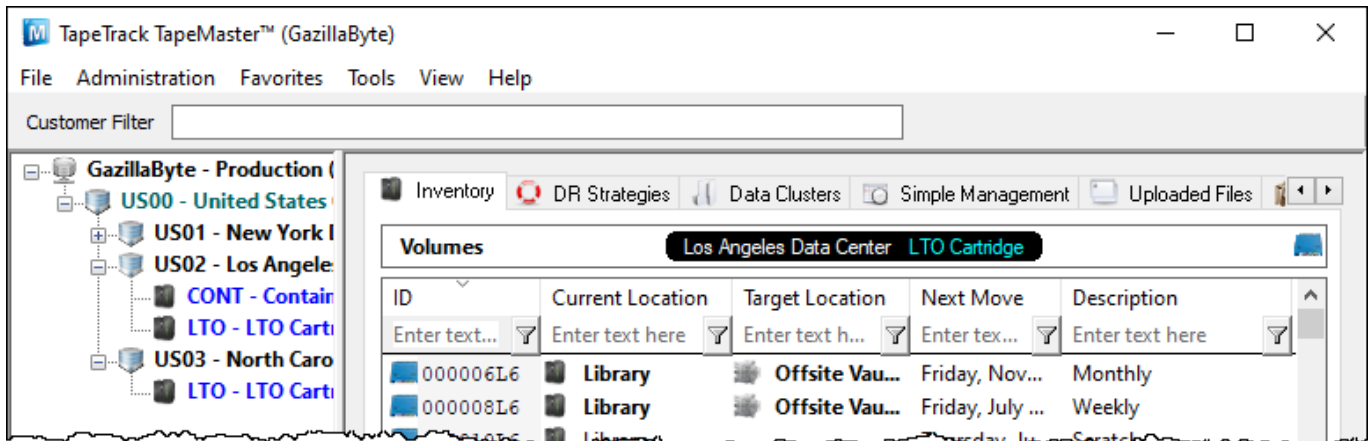 TapeTrack TapeMaster™ (GazillaByte)
File Administration Favorites Tools View Help
Customer Filter
GazillaByte - Production (
US00 - United States
US01 - New York
US02 - Los Angele
CONT - Contain
LTO - LTO Cart
US03 - North Caro
LTO - LTO Cart
Inventory DR Strategies Data Clusters Simple Management Uploaded Files
Volumes Los Angeles Data Center LTO Cartridge
ID Current Location Target Location Next Move Description
Enter text... Enter text here Enter text h... Enter tex... Enter text here
000006L6 Library Offsite Vau... Friday, Nov... Monthly
000008L6 Library Offsite Vau... Friday, July ... Weekly